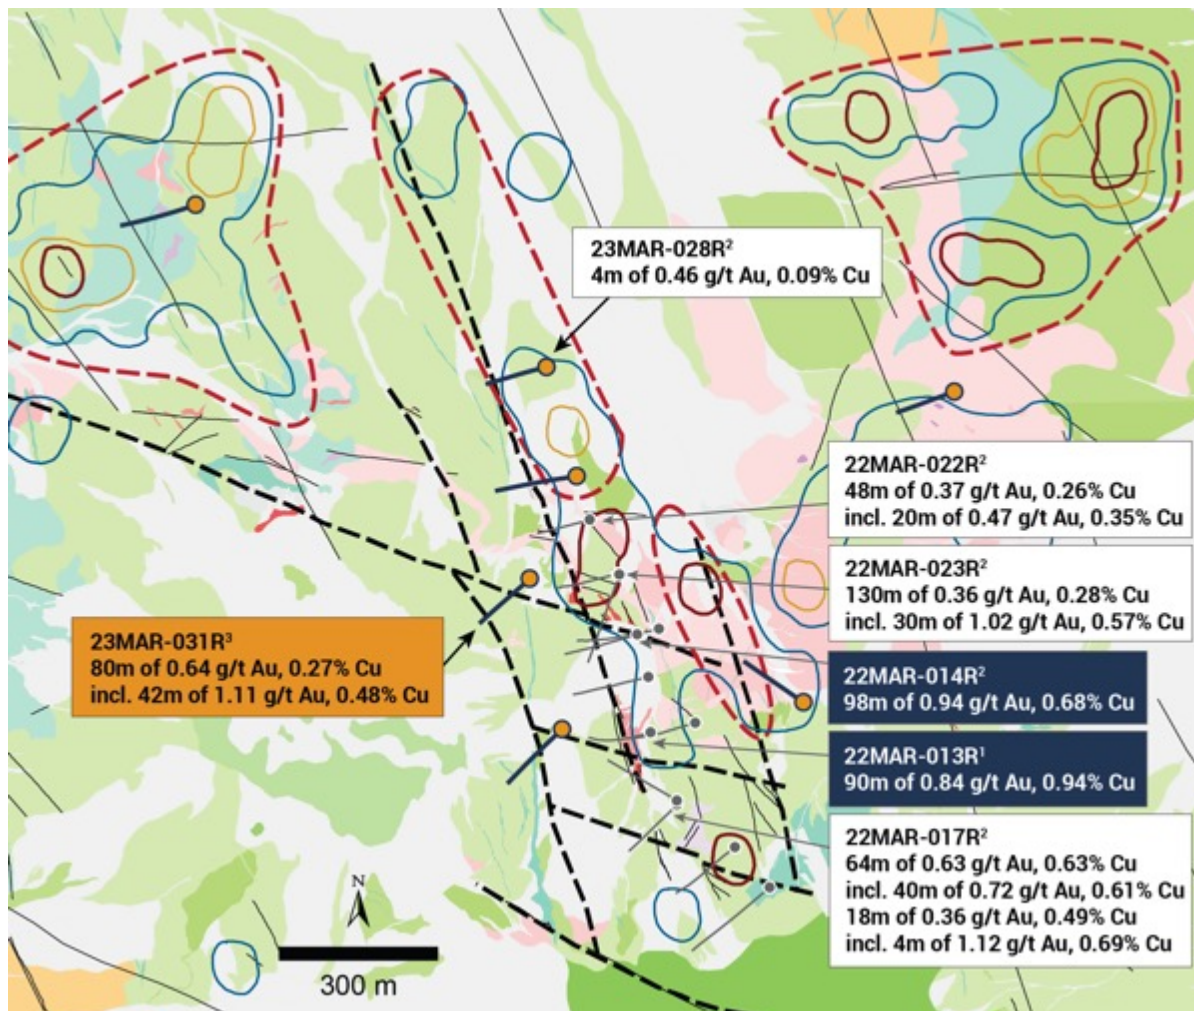 23MAR-028R²
4m of 0.46 g/t Au, 0.09% Cu
22MAR-022R²
48m of 0.37 g/t Au, 0.26% Cu
incl. 20m of 0.47 g/t Au, 0.35% Cu
22MAR-023R²
130m of 0.36 g/t Au, 0.28% Cu
incl. 30m of 1.02 g/t Au, 0.57% Cu
23MAR-031R³
80m of 0.64 g/t Au, 0.27% Cu
incl. 42m of 1.11 g/t Au, 0.48% Cu
22MAR-014R²
98m of 0.94 g/t Au, 0.68% Cu
22MAR-013R¹
90m of 0.84 g/t Au, 0.94% Cu
22MAR-017R²
64m of 0.63 g/t Au, 0.63% Cu
incl. 40m of 0.72 g/t Au, 0.61% Cu
18m of 0.36 g/t Au, 0.49% Cu
incl. 4m of 1.12 g/t Au, 0.69% Cu
N
300 m